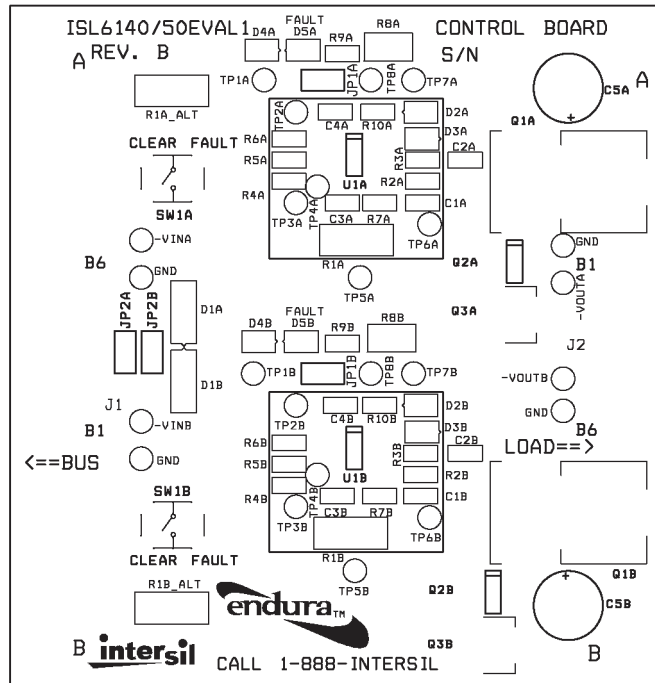 ISL6140/50EVAL1 CONTROL BOARD
REV. B S/N
A A
FAULT
D4A D5A R9A R8A
TP1A JP1A TP8A TP7A
R1A_ALT
C5A
+
TP2A
C4A R10A D2A
Q1A
CLEAR FAULT
R6A D3A
R5A R3A C2A
R4A U1A R2A
SW1A
TP3A TP4A C3A R7A C1A
TP6A
-VINA
R1A
GND
B6 Q2A B1
GND
TP5A
-VOUTA
JP2A JP2B D1A
Q3A
FAULT
D4B D5B R9B R8B
J2
TP1B JP1B TP8B TP7B
D1B
-VOUTB
J1
TP2B C4B R10B D2B
GND
B1 -VINB
D3B B6
R6B R3B C2B LOAD==>
<==BUS GND
R5B U1B R2B
R4B TP4B C1B
SW1B
TP3B C3B R7B
TP6B
R1B
CLEAR FAULT
TP5B
Q1B
R1B_ALT
Q2B
+
endura TM
C5B
B intersil
Q3B B
CALL 1-888-INTERSIL